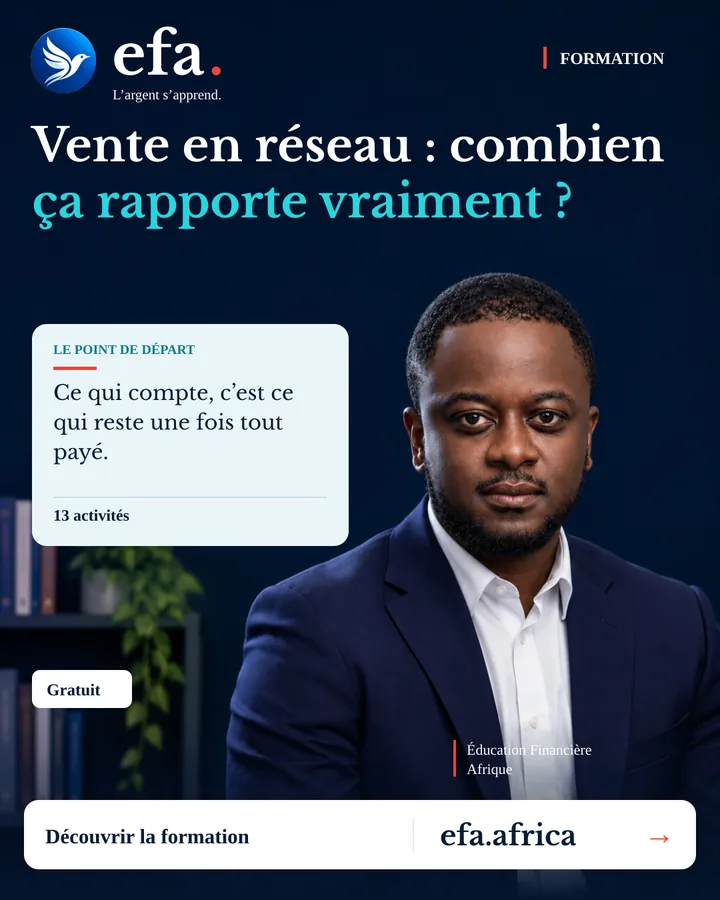 efa.
L’argent s’apprend.
FORMATION
Vente en réseau : combien
ça rapporte vraiment ?
LE POINT DE DÉPART
Ce qui compte, c’est ce
qui reste une fois tout
payé.
13 activités
Gratuit
Éducation Financière
Afrique
Découvrir la formation
efa.africa →